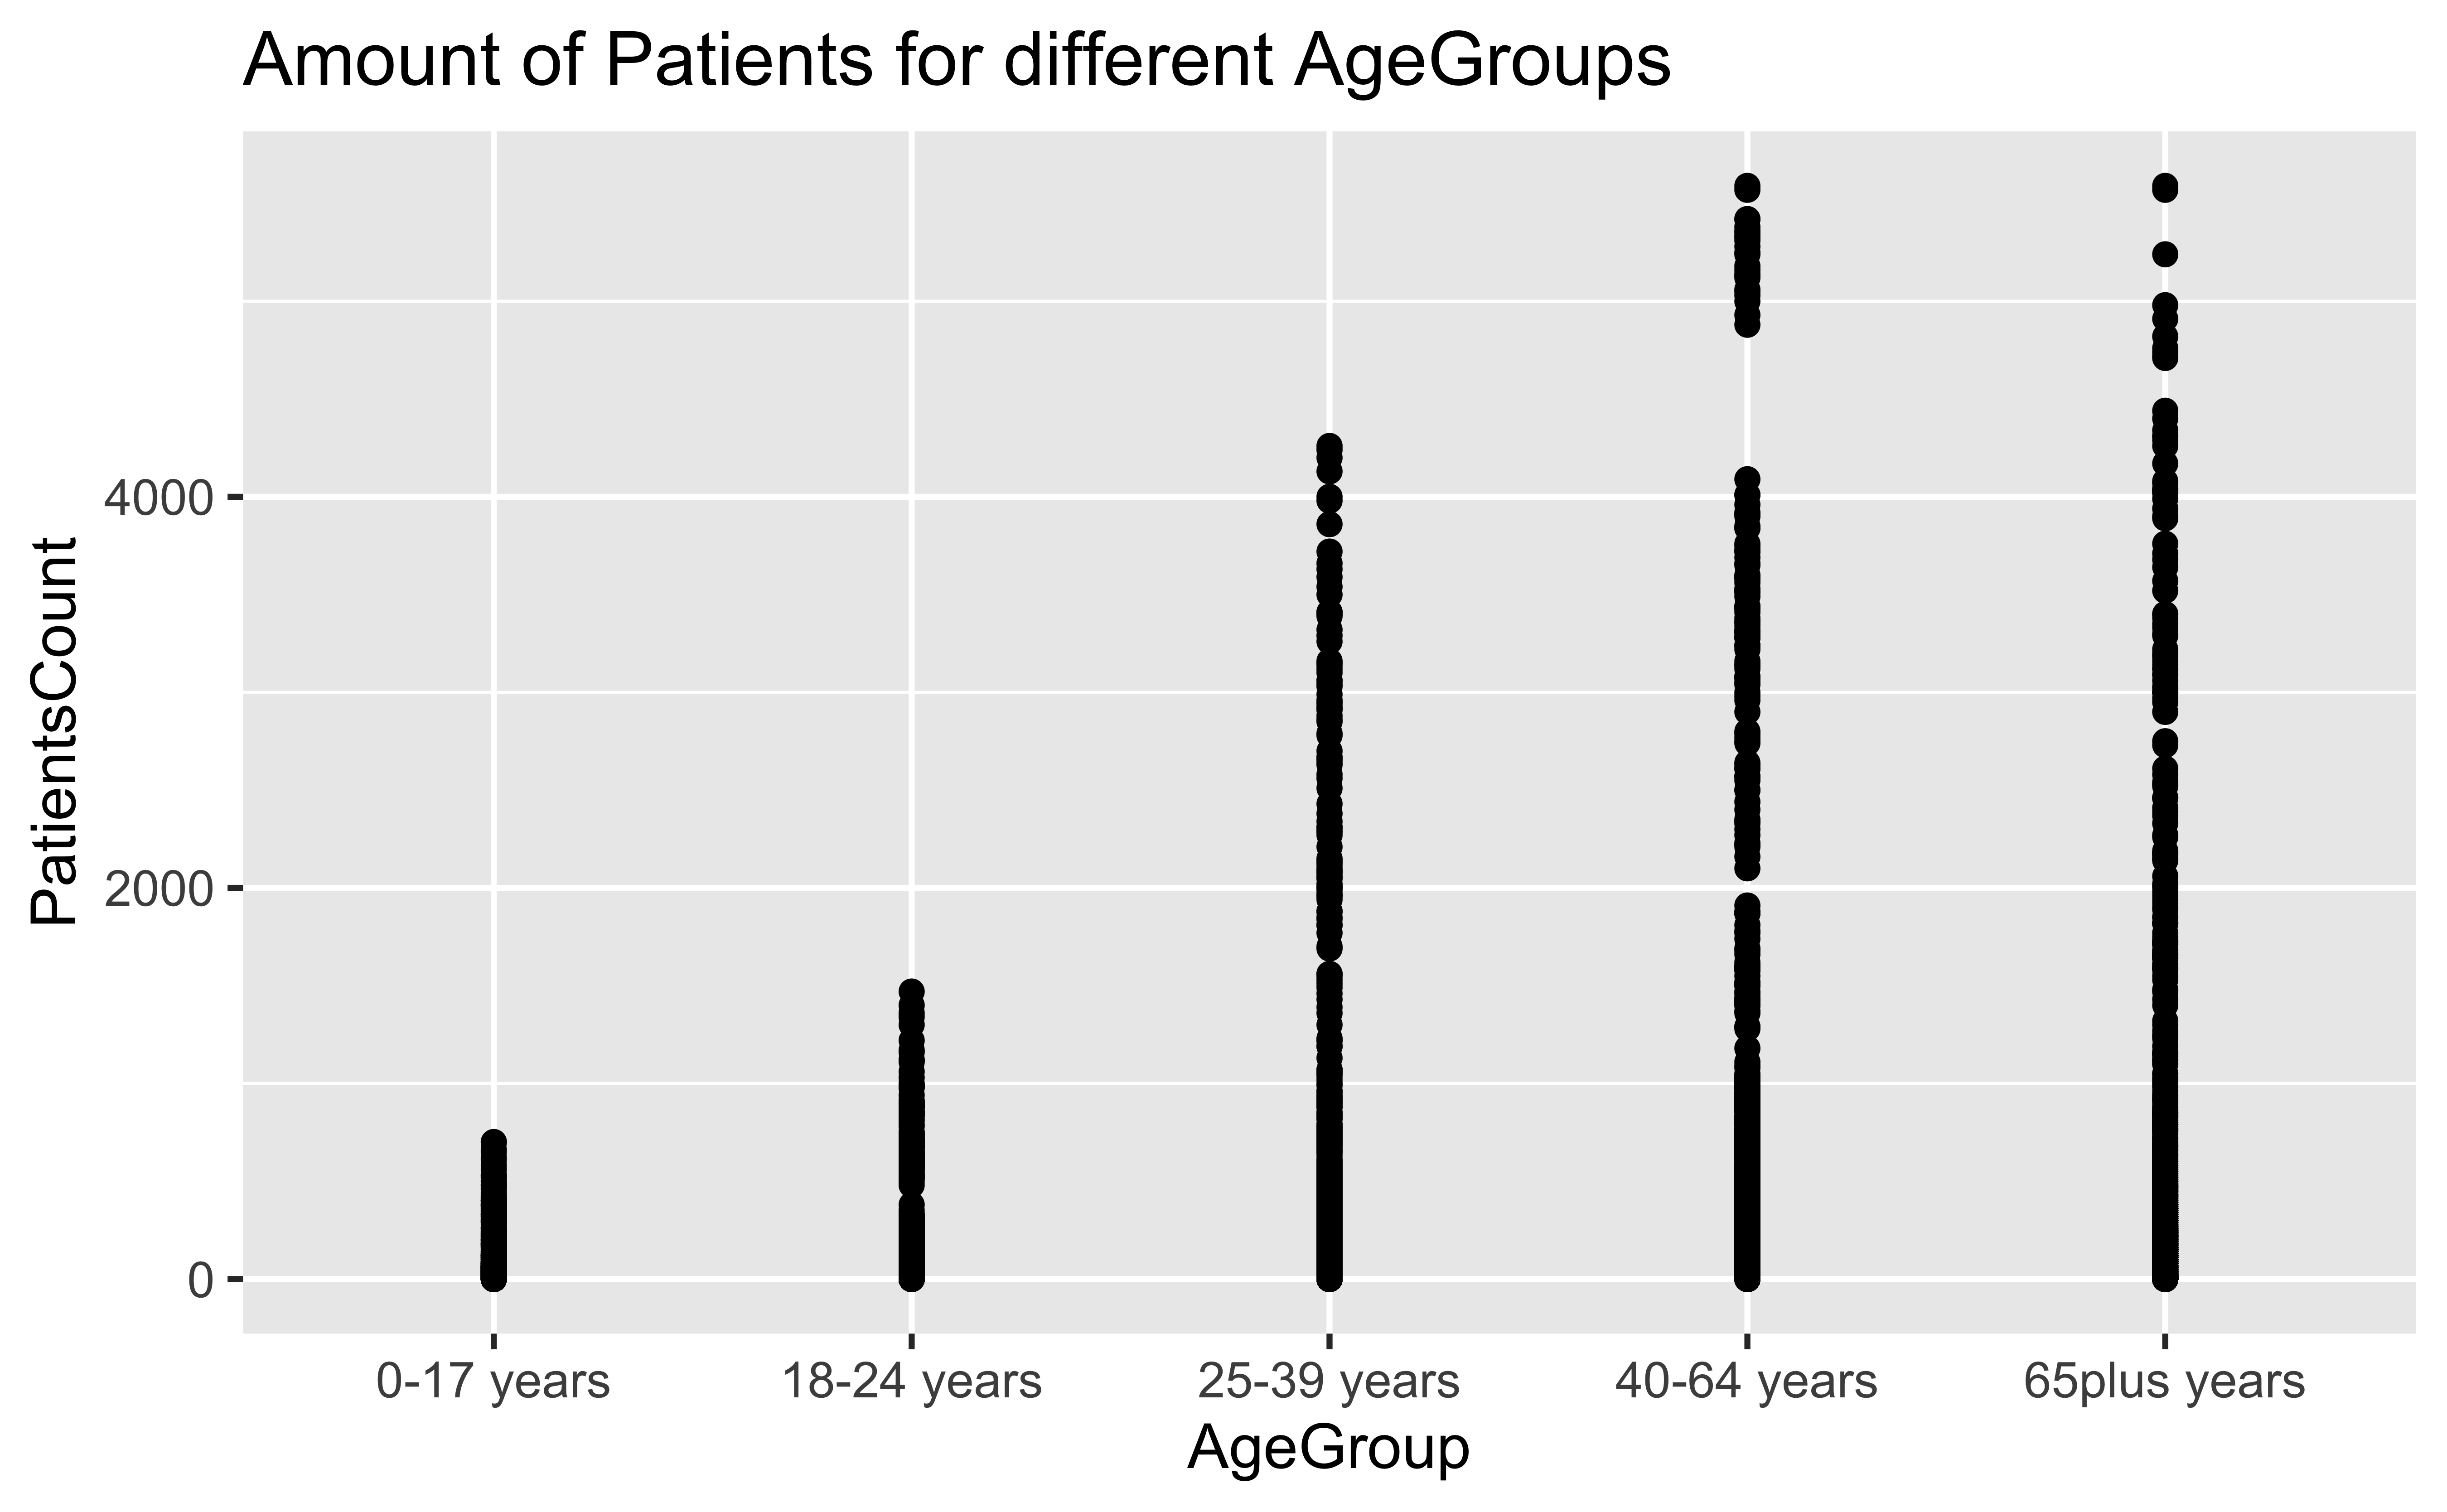 Amount of Patients for different AgeGroups
PatientsCount
4000
2000
0
0-17 years
18-24 years
25-39 years
40-64 years
65plus years
AgeGroup